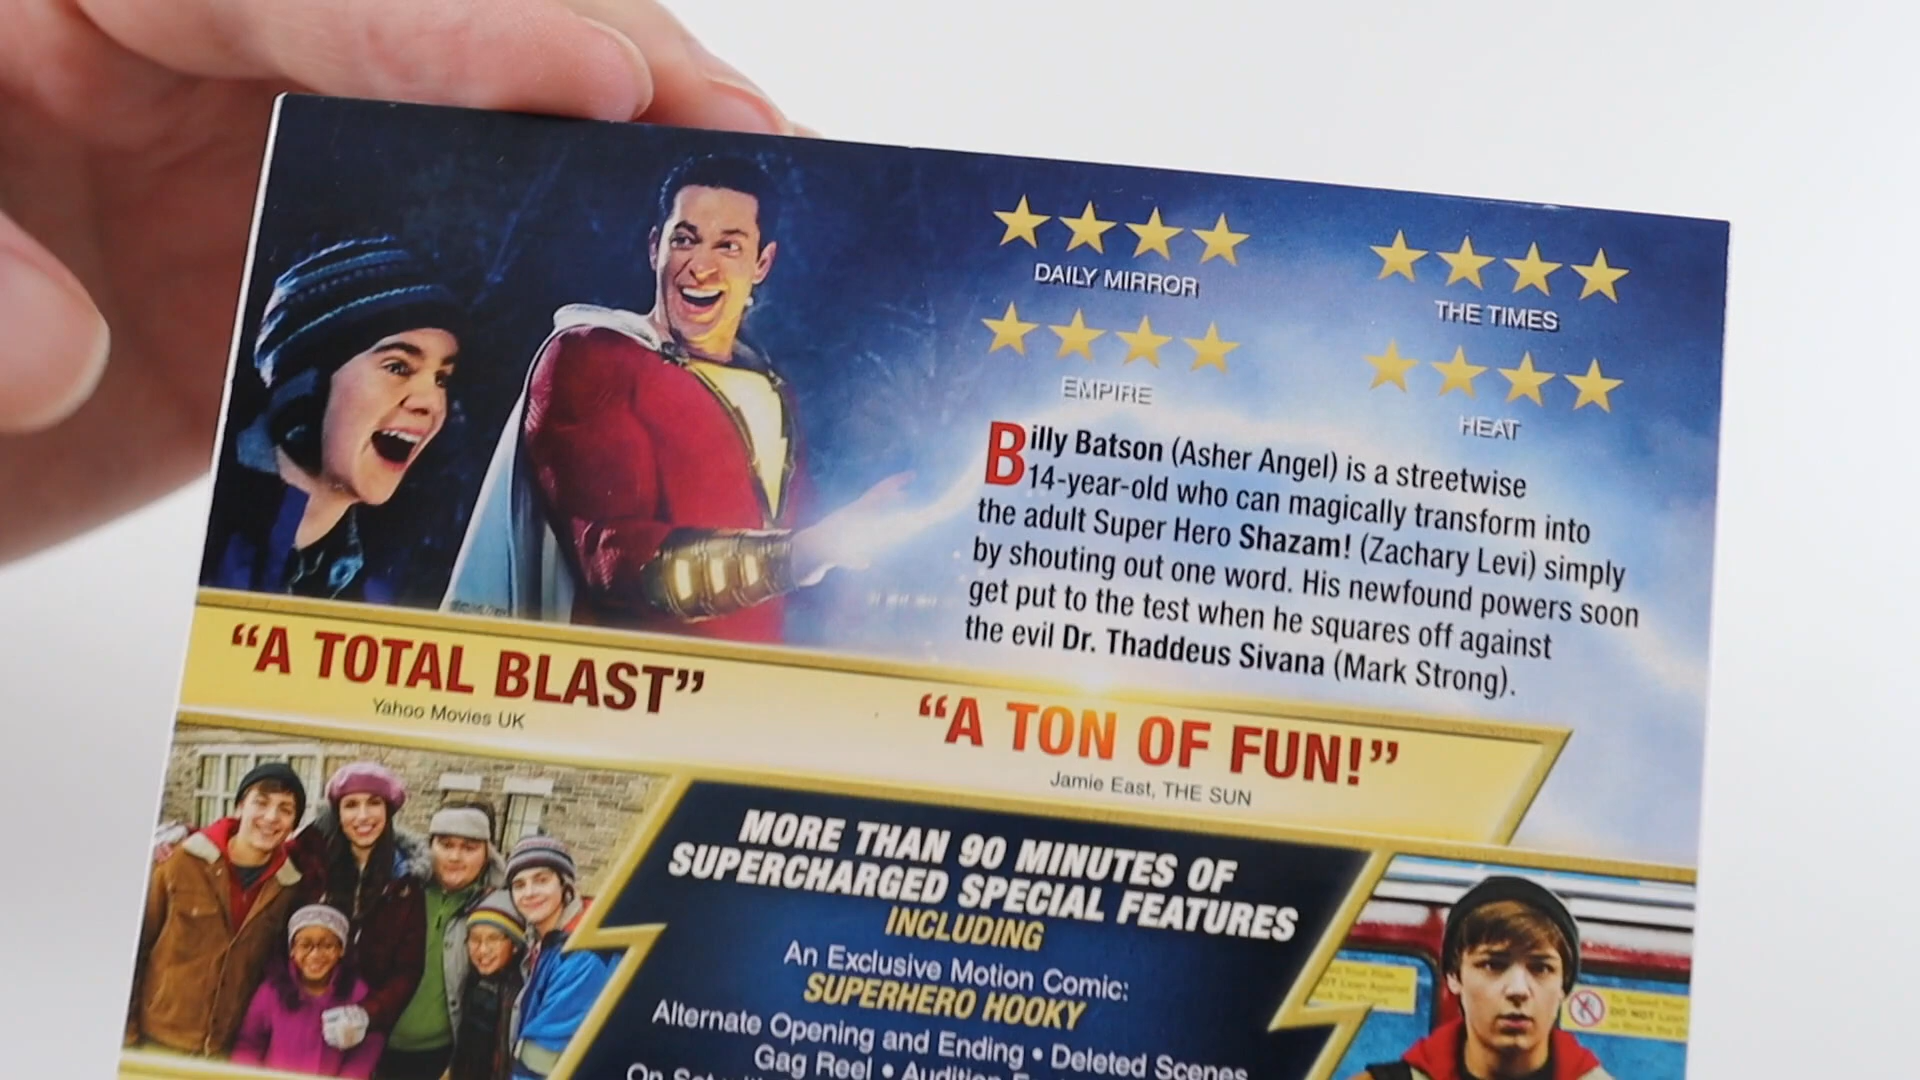 DAILY MIRROR
THE TIMES
EMPIRE
HEAT
Billy Batson (Asher Angel) is a streetwise
14-year-old who can magically transform into
the adult Super Hero Shazam! (Zachary Levi) simply
by shouting out one word. His newfound powers soon
get put to the test when he squares off against
the evil Dr. Thaddeus Sivana (Mark Strong).
“A TOTAL BLAST”
Yahoo Movies UK
“A TON OF FUN!”
Jamie East, THE SUN
MORE THAN 90 MINUTES OF
SUPERCHARGED SPECIAL FEATURES
INCLUDING
An Exclusive Motion Comic:
SUPERHERO HOOKY
Alternate Opening and Ending • Deleted Scenes
Gag Reel •
DO NOT